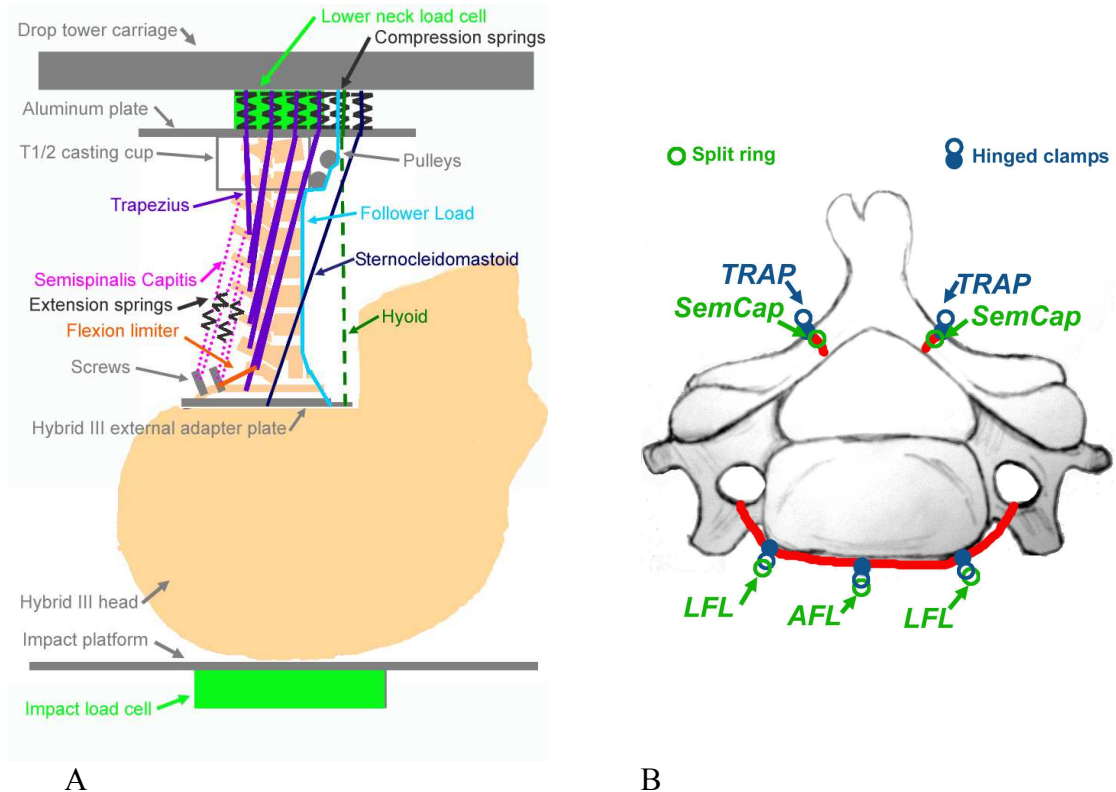 Lower neck load cell
Drop tower carriage
Compression springs
Aluminum plate
T1/2 casting cup
Pulleys
Trapezius
Follower Load
Sternocleidomastoid
Semispinalis Capitis
Extension springs
Hyoid
Flexion limiter
Screws
Hybrid III external adapter plate
Hybrid III head
Impact platform
Impact load cell
A
Split ring
Hinged clamps
TRAP
TRAP
SemCap
SemCap
LFL
AFL
LFL
B